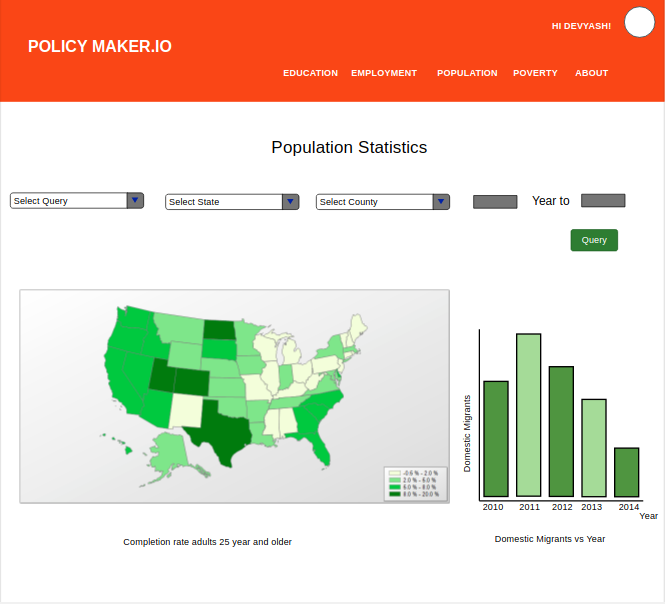 HI DEVYASH!
POLICY MAKER.IO
EDUCATION EMPLOYMENT POPULATION POVERTY ABOUT
Population Statistics
Select Query Select State Select County Year to
Query
-0.6 % - 2.0 %
2.0 % - 6.0 %
6.0 % - 8.0 %
8.0 % - 20.0 %
Domestic Migrants
2010 2011 2012 2013 2014
Year
Completion rate adults 25 year and older
Domestic Migrants vs Year